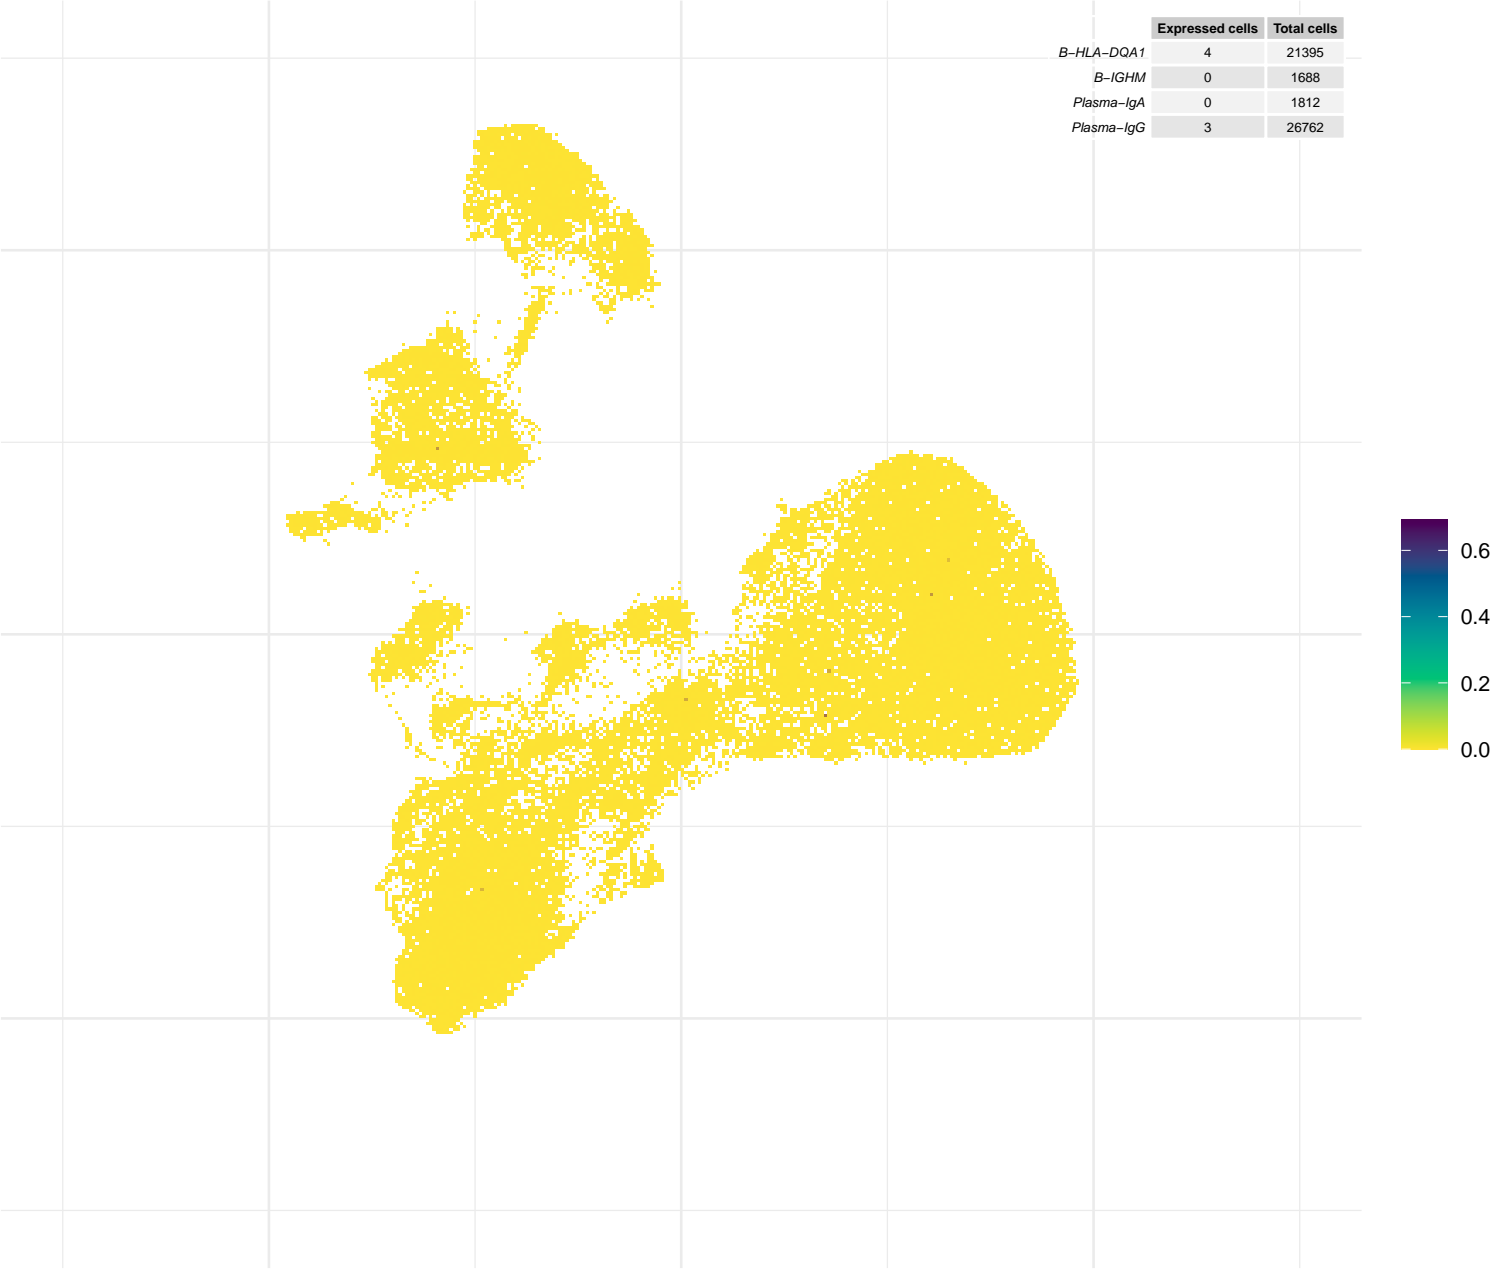 Expressed cells Total cells
B−HLA−DQA1 4 21395
B−IGHM 0 1688
Plasma−IgA 0 1812
Plasma−IgG 3 26762
0.6
0.4
0.2
0.0